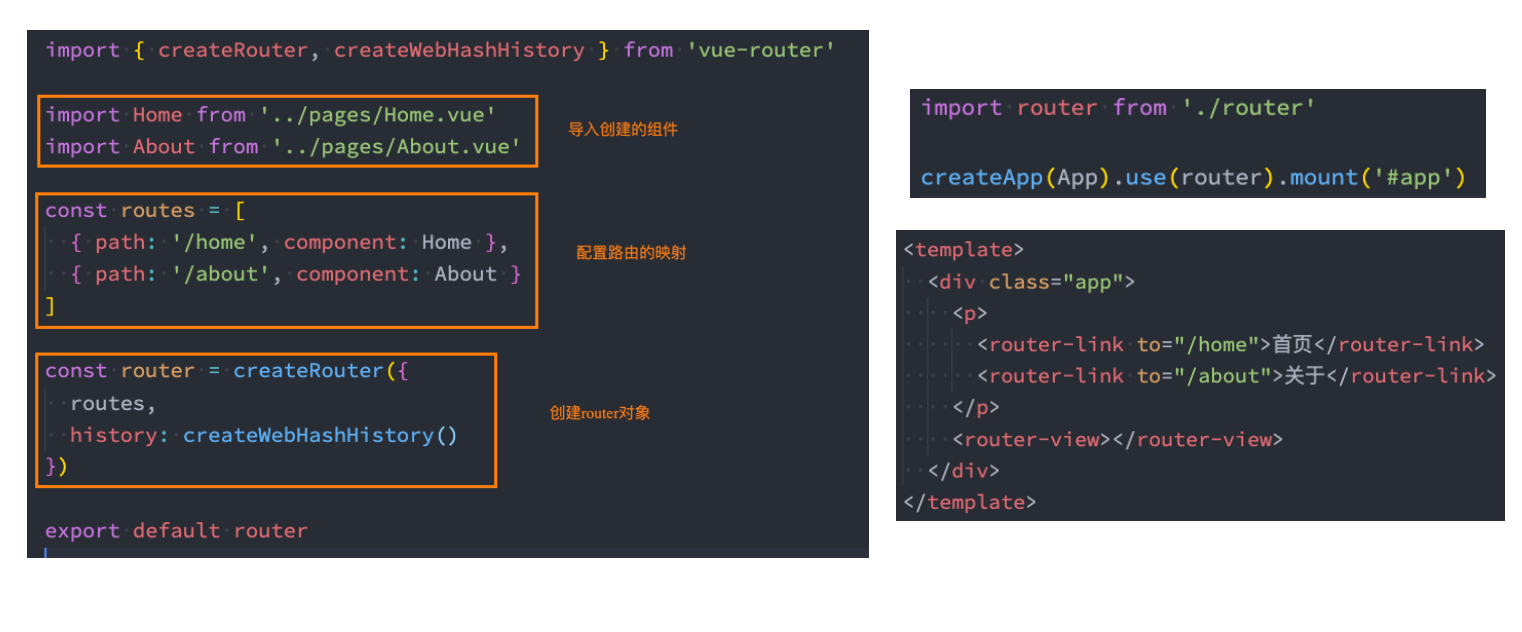 import { createRouter, createWebHashHistory } from 'vue-router'
import Home from '../pages/Home.vue'
import About from '../pages/About.vue'
导入创建的组件
const routes = [
  { path: '/home', component: Home },
  { path: '/about', component: About }
]
配置路由的映射
const router = createRouter({
  routes,
  history: createWebHashHistory()
})
创建router对象
export default router
import router from './router'
createApp(App).use(router).mount('#app')
<template>
  <div class="app">
    <p>
      <router-link to="/home">首页</router-link>
      <router-link to="/about">关于</router-link>
    </p>
    <router-view></router-view>
  </div>
</template>